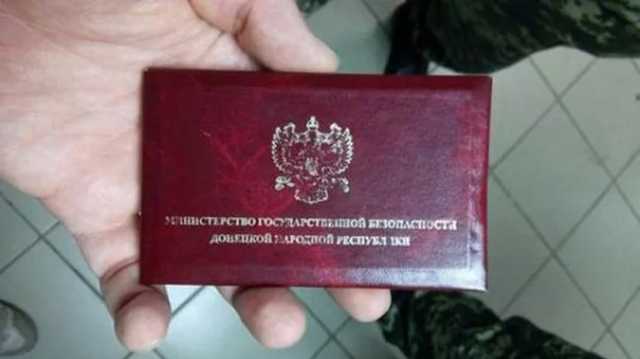 МИНИСТЕРСТВО ГОСУДАРСТВЕННОЙ БЕЗОПАСНОСТИ
ДОНЕЦКОЙ НАРОДНОЙ РЕСПУБЛИКИ